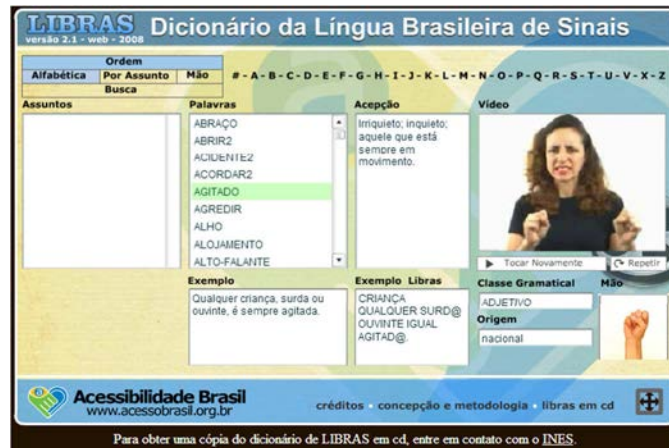 LIBRAS Dicionário da Língua Brasileira de Sinais
versão 2.1 - web - 2008
Ordem
Alfabética Por Assunto Mão
Busca
# - A - B - C - D - E - F - G - H - I - J - K - L - M - N - O - P - Q - R - S - T - U - V - X - Z
Assuntos
Palavras
ABRAÇO
ABRIR2
ACIDENTE2
ACORDAR2
AGITADO
AGREDIR
ALHO
ALOJAMENTO
ALTO-FALANTE
Acepção
Irriquieto; inquieto;
aquele que está
sempre em
movimento.
Vídeo
Tocar Novamente
Repetir
Exemplo
Qualquer criança, surda ou
ouvinte, é sempre agitada.
Exemplo Libras
CRIANÇA
QUALQUER SURD@
OUVINTE IGUAL
AGITAD@.
Classe Gramatical
ADJETIVO
Origem
nacional
Mão
Acessibilidade Brasil
www.acessobrasil.org.br
créditos - concepção e metodologia - libras em cd
Para obter uma cópia do dicionário de LIBRAS em cd, entre em contato com o INES.